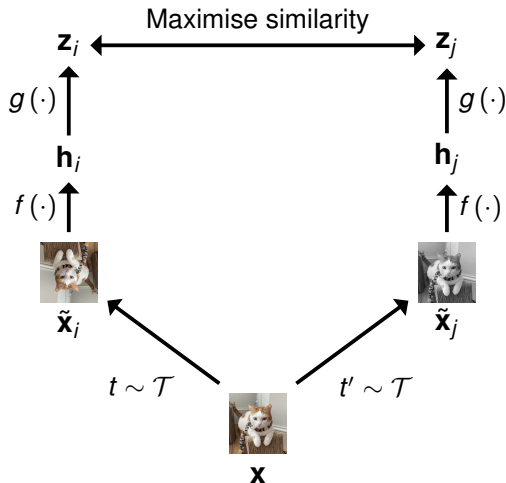 Maximise similarity
z_i z_j
g(·) g(·)
h_i h_j
f(·) f(·)
x̃_i x̃_j
t ∼ 𝒯 t′ ∼ 𝒯
x